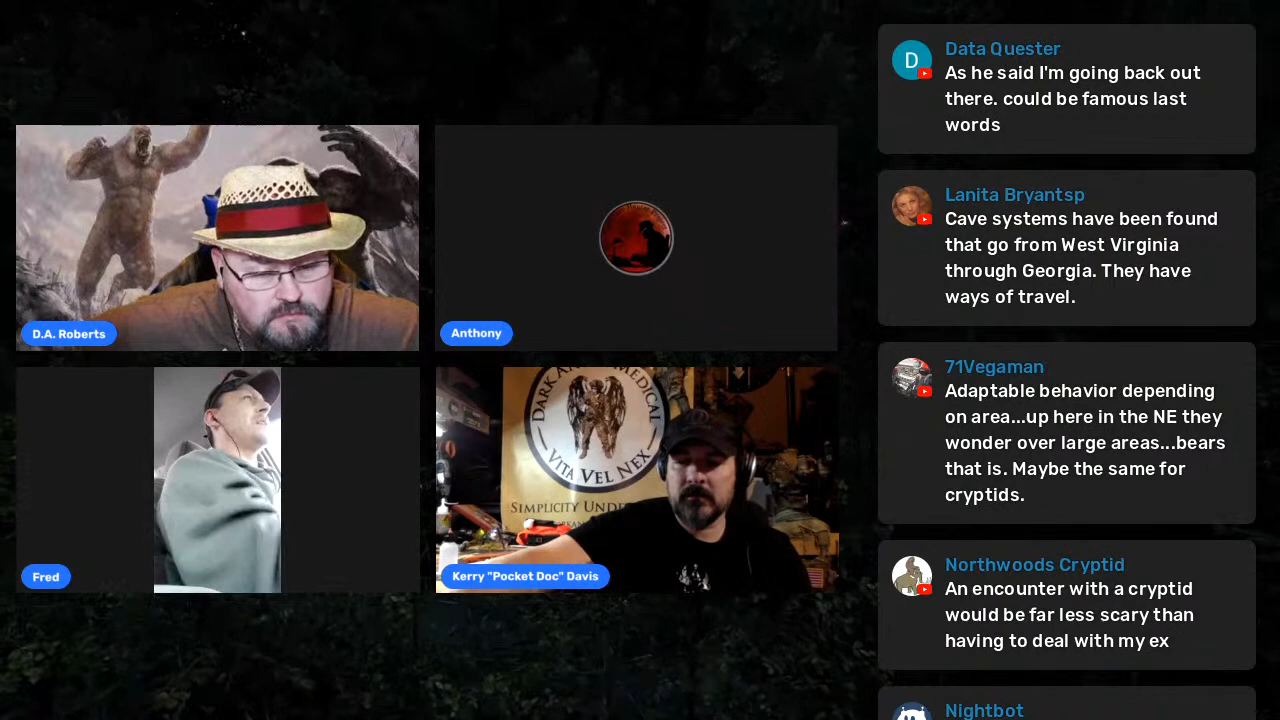 D.A. Roberts
Anthony
DARK ANGEL MEDICAL
VITA VEL NEX
SIMPLICITY UND
Fred
Kerry "Pocket Doc" Davis
Data Quester
As he said I'm going back out
there. could be famous last
words
Lanita Bryantsp
Cave systems have been found
that go from West Virginia
through Georgia. They have
ways of travel.
71Vegaman
Adaptable behavior depending
on area...up here in the NE they
wonder over large areas...bears
that is. Maybe the same for
cryptids.
Northwoods Cryptid
An encounter with a cryptid
would be far less scary than
having to deal with my ex
Nightbot